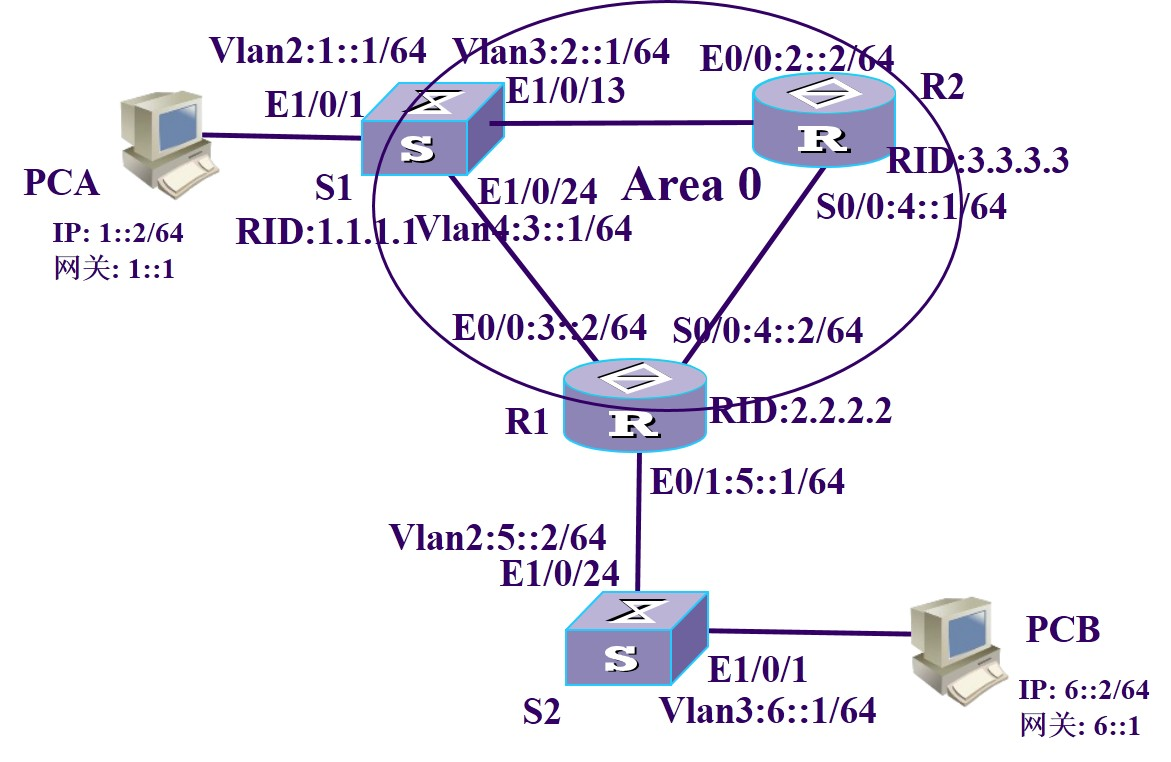 Vlan2:1::1/64
Vlan3:2::1/64
E0/0:2::2/64
R2
E1/0/1
E1/0/13
S
R
RID:3.3.3.3
PCA
S1
E1/0/24
Area 0
S0/0:4::1/64
IP: 1::2/64
RID:1.1.1.1
Vlan4:3::1/64
网关: 1::1
E0/0:3::2/64
S0/0:4::2/64
R1
R
RID:2.2.2.2
E0/1:5::1/64
Vlan2:5::2/64
E1/0/24
S
PCB
E1/0/1
IP: 6::2/64
S2
Vlan3:6::1/64
网关: 6::1